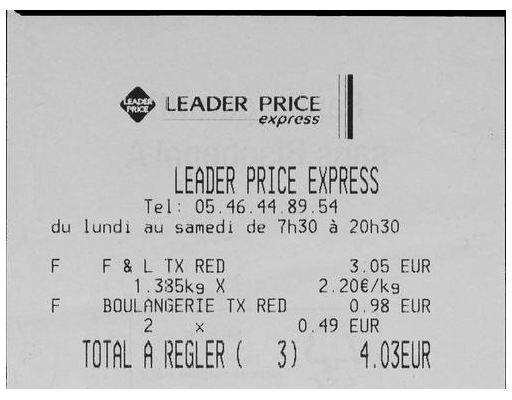 LEADER PRICE
LEADER PRICE
express
LEADER PRICE EXPRESS
Tel: 05.46.44.89.54
du lundi au samedi de 7h30 à 20h30
F F & L TX RED 3.05 EUR
1.385kg X 2.20€/kg
F BOULANGERIE TX RED 0.98 EUR
2 x 0.49 EUR
TOTAL A REGLER ( 3) 4.03EUR